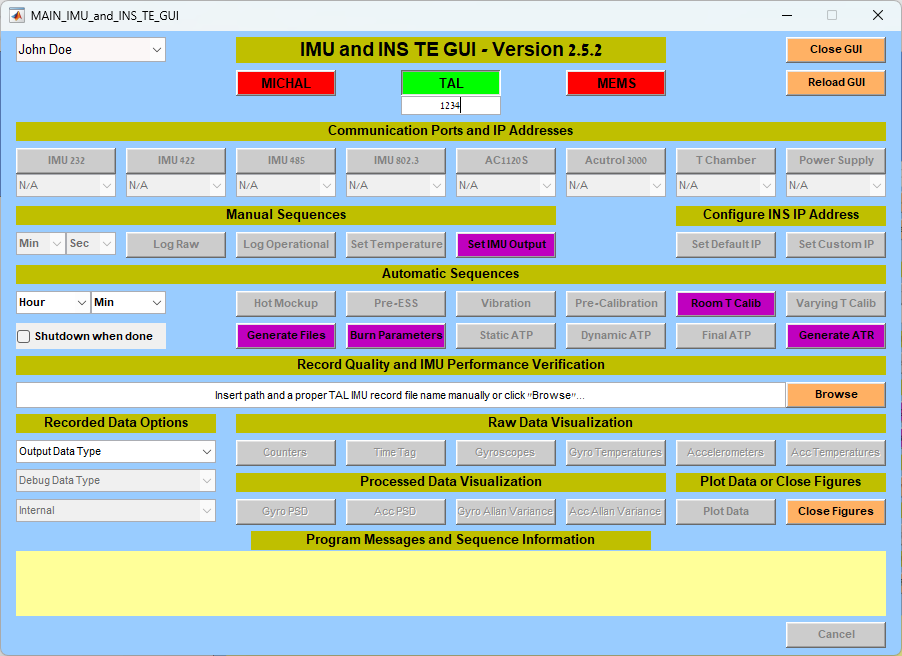 MAIN_IMU_and_INS_TE_GUI
John Doe
IMU and INS TE GUI - Version 2.5.2
Close GUI
MICHAL
TAL
MEMS
Reload GUI
1234
Communication Ports and IP Addresses
IMU 232
IMU 422
IMU 485
IMU 802.3
AC1120S
Acutrol 3000
T Chamber
Power Supply
N/A
N/A
N/A
N/A
N/A
N/A
N/A
N/A
Manual Sequences
Configure INS IP Address
Min
Sec
Log Raw
Log Operational
Set Temperature
Set IMU Output
Set Default IP
Set Custom IP
Automatic Sequences
Hour
Min
Hot Mockup
Pre-ESS
Vibration
Pre-Calibration
Room T Calib
Varying T Calib
Shutdown when done
Generate Files
Burn Parameters
Static ATP
Dynamic ATP
Final ATP
Generate ATR
Record Quality and IMU Performance Verification
Insert path and a proper TAL IMU record file name manually or click "Browse"...
Browse
Recorded Data Options
Raw Data Visualization
Output Data Type
Counters
Time Tag
Gyroscopes
Gyro Temperatures
Accelerometers
Acc Temperatures
Debug Data Type
Processed Data Visualization
Plot Data or Close Figures
Internal
Gyro PSD
Acc PSD
Gyro Allan Variance
Acc Allan Variance
Plot Data
Close Figures
Program Messages and Sequence Information
Cancel